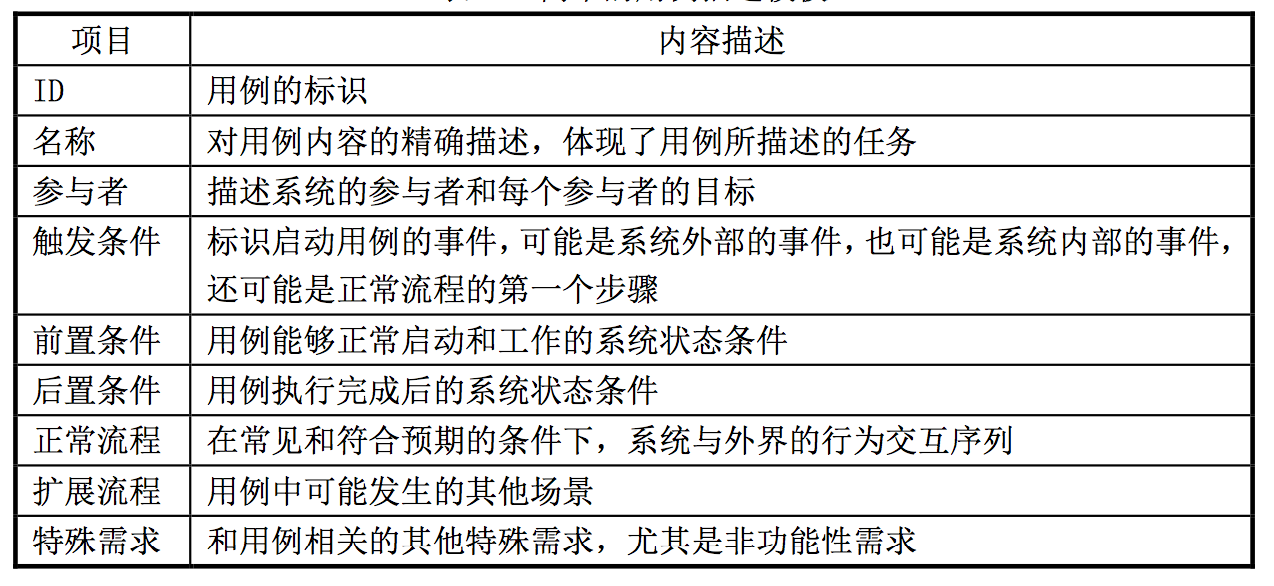 项目 内容描述
ID 用例的标识
名称 对用例内容的精确描述，体现了用例所描述的任务
参与者 描述系统的参与者和每个参与者的目标
触发条件 标识启动用例的事件，可能是系统外部的事件，也可能是系统内部的事件，
还可能是正常流程的第一个步骤
前置条件 用例能够正常启动和工作的系统状态条件
后置条件 用例执行完成后的系统状态条件
正常流程 在常见和符合预期的条件下，系统与外界的行为交互序列
扩展流程 用例中可能发生的其他场景
特殊需求 和用例相关的其他特殊需求，尤其是非功能性需求